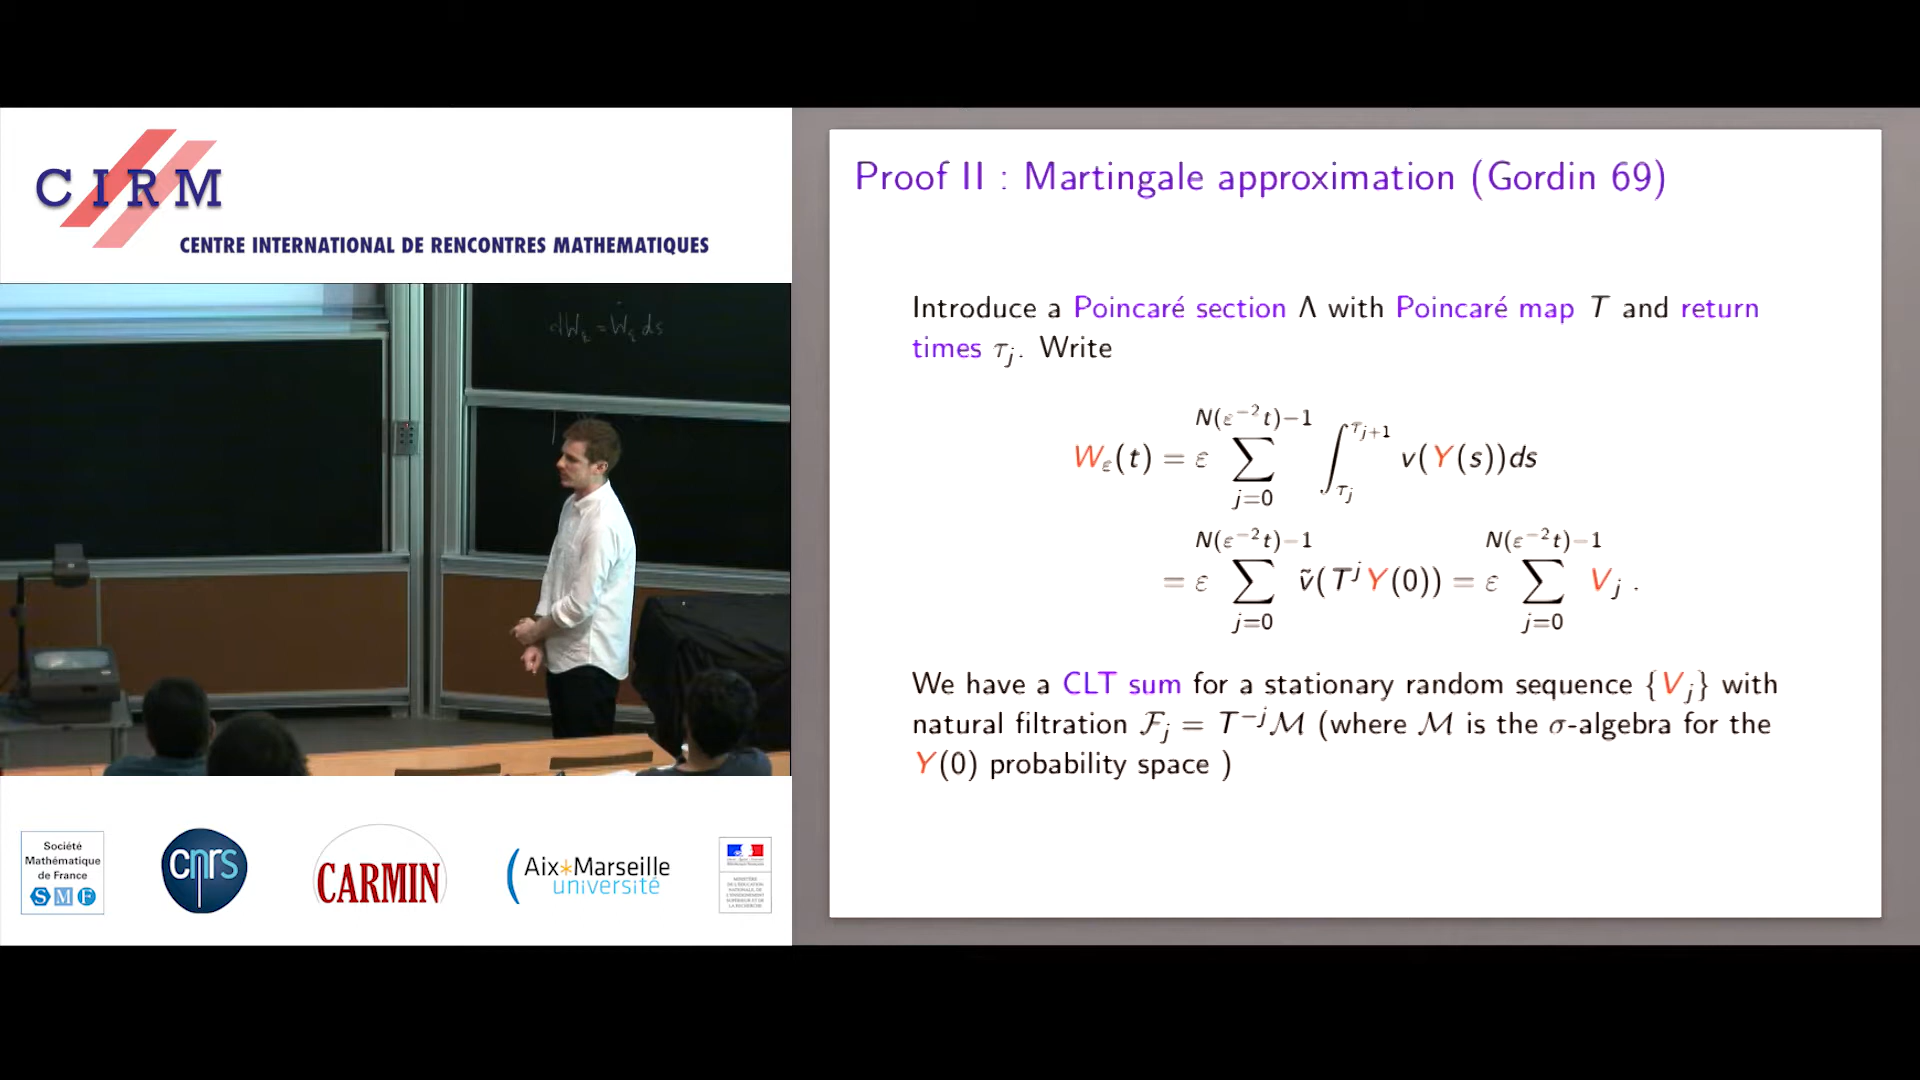 CIRM
CENTRE INTERNATIONAL DE RENCONTRES MATHEMATIQUES
dW_ε = Ẇ_ε ds
Société
Mathématique
de France
SMF
cnrs
CARMIN
Aix*Marseille
université
Proof II : Martingale approximation (Gordin 69)
Introduce a Poincaré section Λ with Poincaré map T and return
times τ_j. Write
W_ε(t) = ε ∑_{j=0}^{N(ε^{-2}t)-1} ∫_{τ_j}^{τ_{j+1}} v(Y(s))ds
= ε ∑_{j=0}^{N(ε^{-2}t)-1} ṽ(T^j Y(0)) = ε ∑_{j=0}^{N(ε^{-2}t)-1} V_j .
We have a CLT sum for a stationary random sequence {V_j} with
natural filtration ℱ_j = T^{-j}ℳ (where ℳ is the σ-algebra for the
Y(0) probability space )